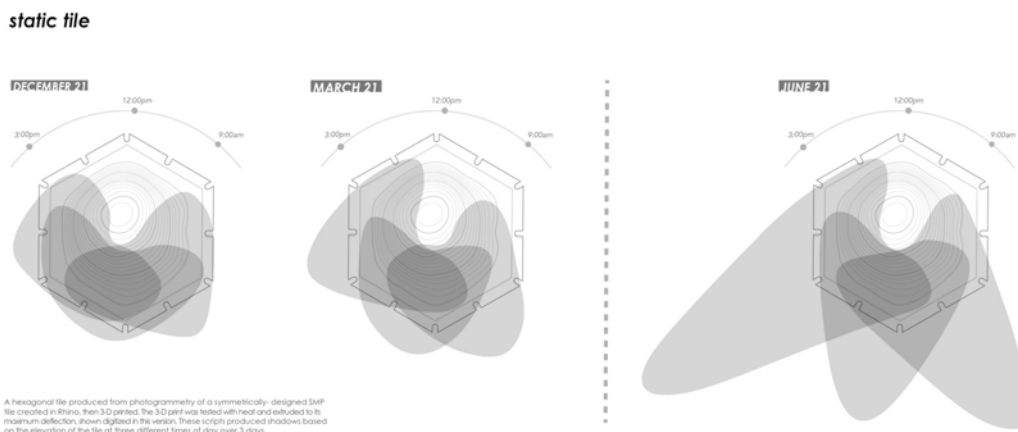 static tile
DECEMBER 21
MARCH 21
JUNE 21
12:00pm
12:00pm
12:00pm
3:00pm
9:00am
3:00pm
9:00am
3:00pm
9:00am
A hexagonal tile produced from photogrammetry of a symmetrically- designed SMP
tile created in Rhino, then 3-D printed. The 3-D print was tested with heat and extruded to its
maximum deflection, shown digitized in this version. These scripts produced shadows based
on the elevation of the tile at three different times of day over 3 days.